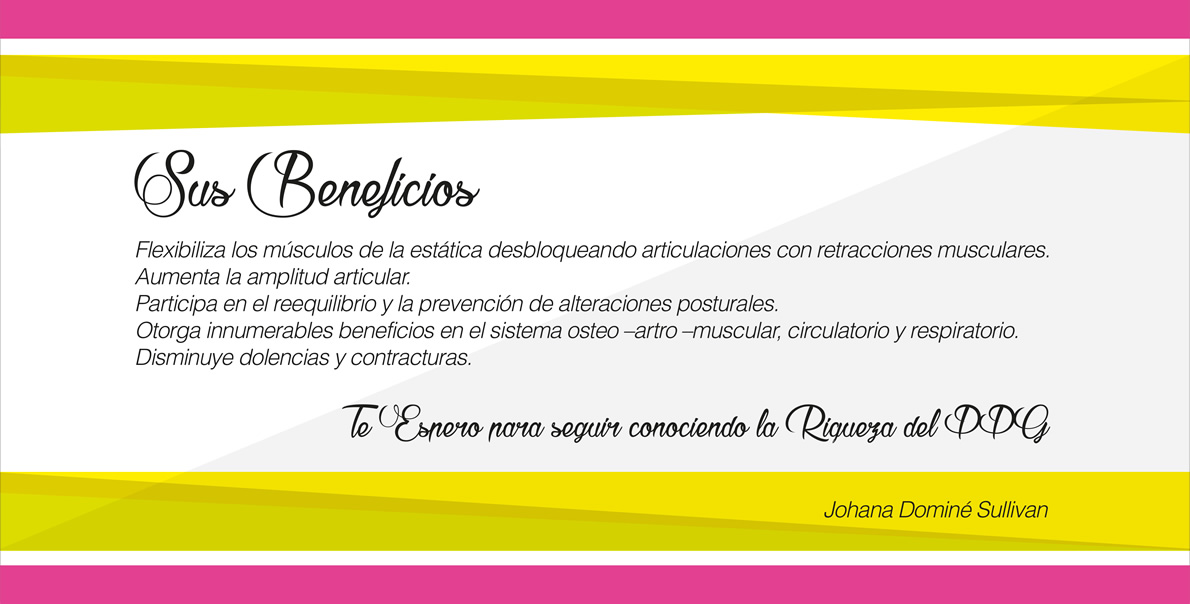 Sus Beneficios
Flexibiliza los músculos de la estática desbloqueando articulaciones con retracciones musculares.
Aumenta la amplitud articular.
Participa en el reequilibrio y la prevención de alteraciones posturales.
Otorga innumerables beneficios en el sistema osteo –artro –muscular, circulatorio y respiratorio.
Disminuye dolencias y contracturas.
Te Espero para seguir conociendo la Riqueza del DDG
Johana Dominé Sullivan